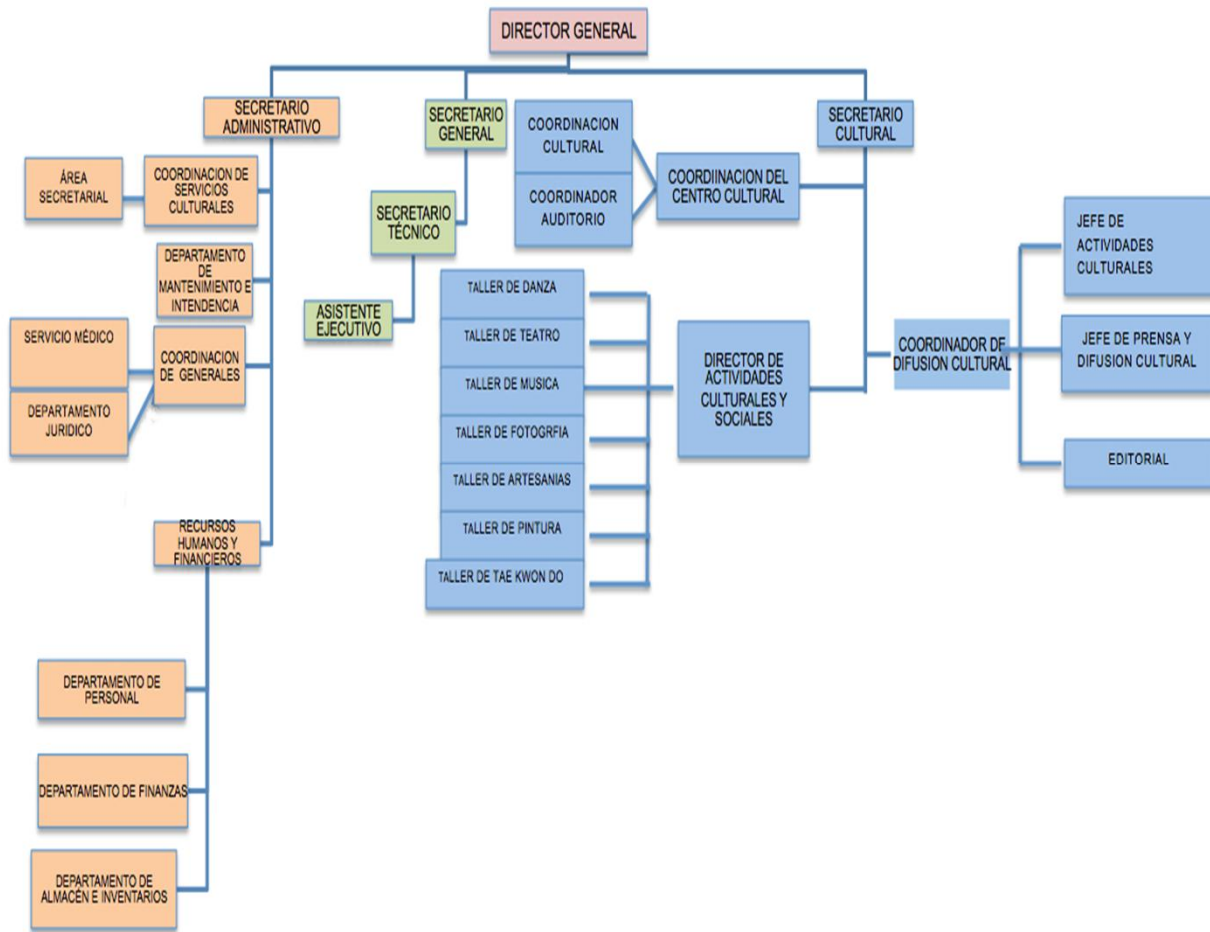 DIRECTOR GENERAL
SECRETARIO
ADMINISTRATIVO
SECRETARIO
GENERAL
SECRETARIO
CULTURAL
ÁREA
SECRETARIAL
COORDINACION DE
SERVICIOS
CULTURALES
DEPARTAMENTO
DE
MANTENIMIENTO E
INTENDENCIA
SERVICIO MÉDICO
DEPARTAMENTO
JURIDICO
COORDINACION
DE GENERALES
RECURSOS
HUMANOS Y
FINANCIEROS
DEPARTAMENTO DE
PERSONAL
DEPARTAMENTO DE FINANZAS
DEPARTAMENTO DE
ALMACÉN E INVENTARIOS
SECRETARIO
TÉCNICO
ASISTENTE
EJECUTIVO
COORDINACION
CULTURAL
COORDINADOR
AUDITORIO
COORDIINACION DEL
CENTRO CULTURAL
TALLER DE DANZA
TALLER DE TEATRO
TALLER DE MUSICA
TALLER DE FOTOGRFIA
TALLER DE ARTESANIAS
TALLER DE PINTURA
TALLER DE TAE KWON DO
DIRECTOR DE
ACTIVIDADES
CULTURALES Y
SOCIALES
COORDINADOR DE
DIFUSION CULTURAL
JEFE DE
ACTIVIDADES
CULTURALES
JEFE DE PRENSA Y
DIFUSION CULTURAL
EDITORIAL